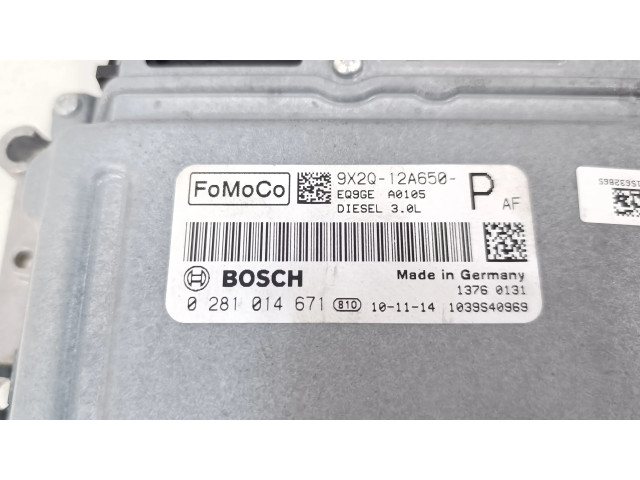 FoMoCo
9X2Q-12A650-
EQ9GE A0105
DIESEL 3.0L
P AF
BOSCH
Made in Germany
1376 0131
0 281 014 671 810 10-11-14 1039S40969